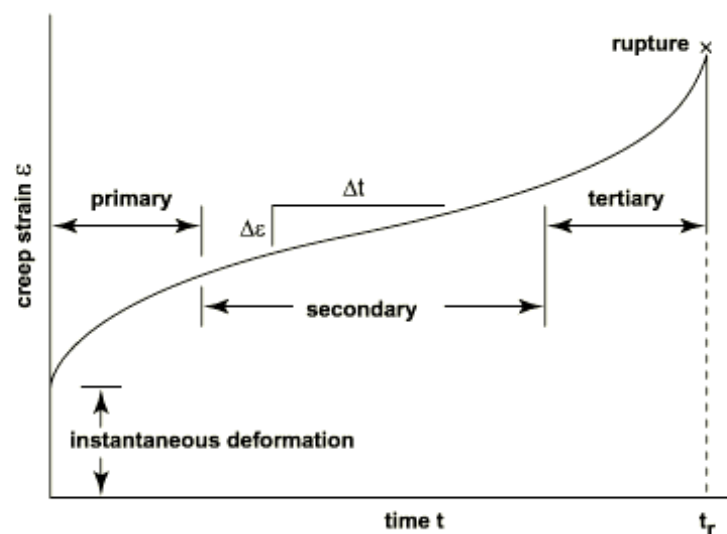 rupture ×
Δt
primary
tertiary
Δε
creep strain ε
secondary
instantaneous deformation
time t
tr